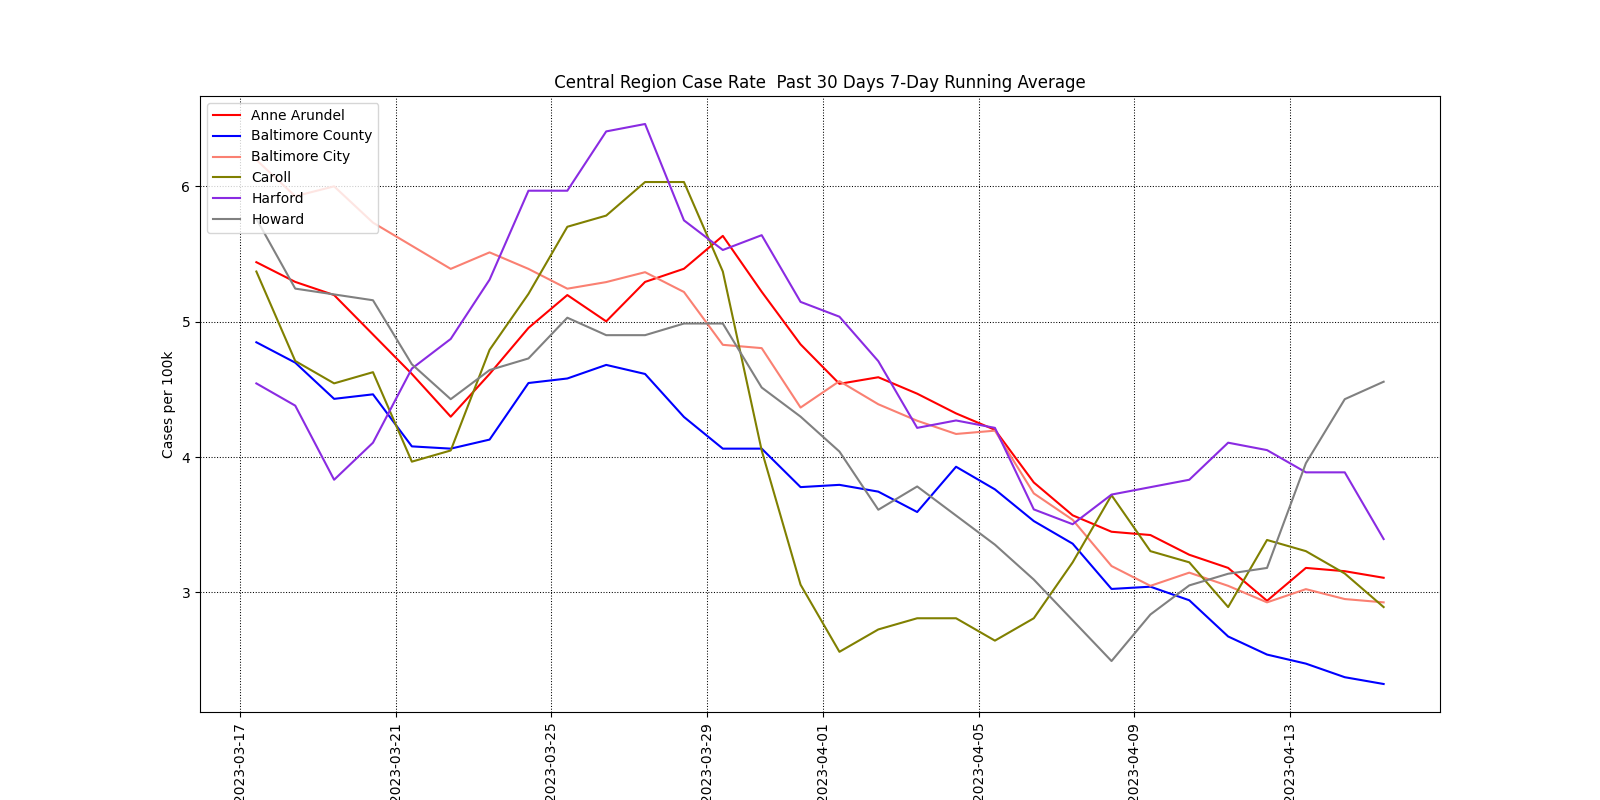 Central Region Case Rate  Past 30 Days 7-Day Running Average
Anne Arundel
Baltimore County
Baltimore City
Caroll
Harford
Howard
Cases per 100k
6
5
4
3
2023-03-17
2023-03-21
2023-03-25
2023-03-29
2023-04-01
2023-04-05
2023-04-09
2023-04-13